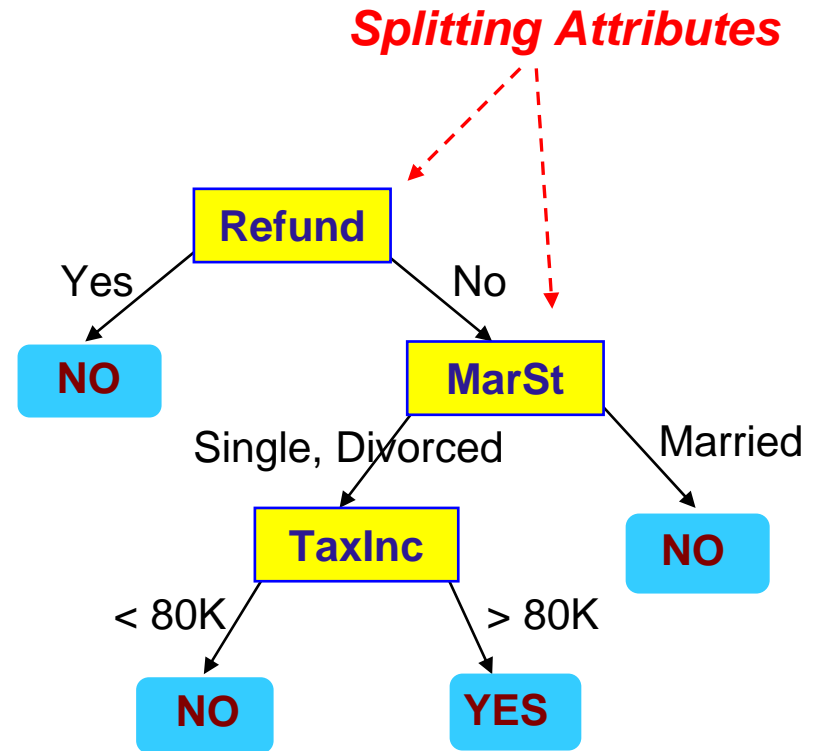 Splitting Attributes
Refund
Yes
No
NO
MarSt
Single, Divorced
Married
TaxInc
NO
< 80K
> 80K
NO
YES